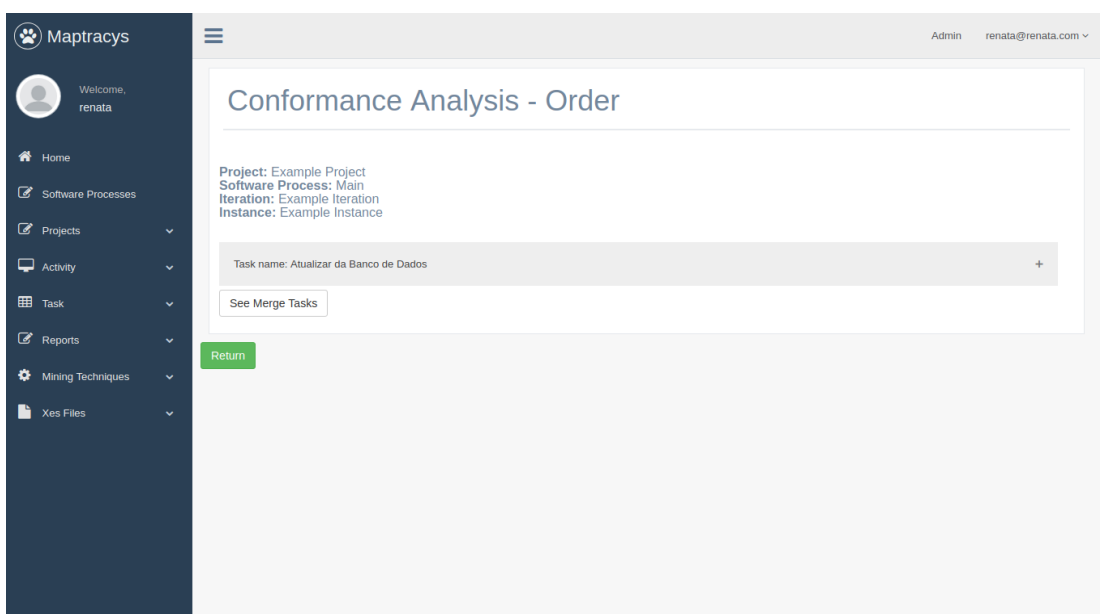 Maptracys
Welcome,
renata
Home
Software Processes
Projects
Activity
Task
Reports
Mining Techniques
Xes Files
Admin renata@renata.com
Conformance Analysis - Order
Project: Example Project
Software Process: Main
Iteration: Example Iteration
Instance: Example Instance
Task name: Atualizar da Banco de Dados +
See Merge Tasks
Return